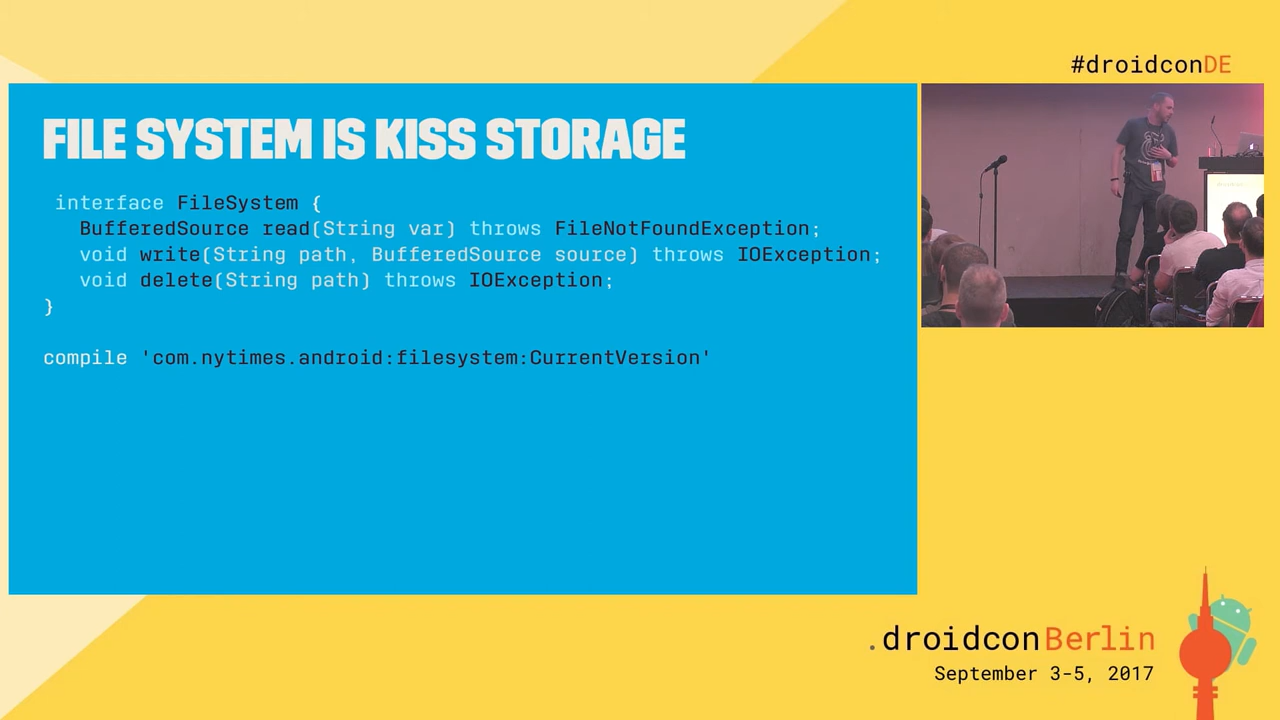 #droidconDE
FILE SYSTEM IS KISS STORAGE
interface FileSystem {
BufferedSource read(String var) throws FileNotFoundException;
void write(String path, BufferedSource source) throws IOException;
void delete(String path) throws IOException;
}
compile 'com.nytimes.android:filesystem:CurrentVersion'
.droidconBerlin
September 3-5, 2017